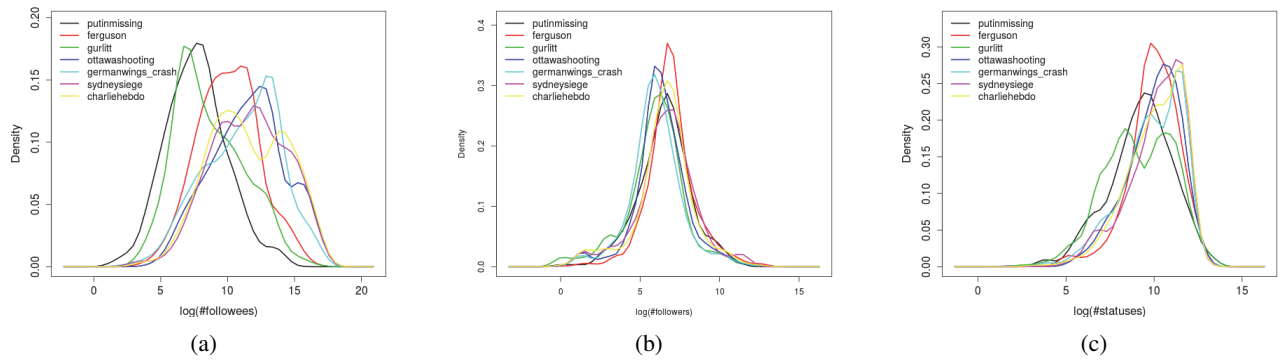 0.20
0.15
0.10
0.05
0.00
Density
putinmissing
ferguson
gurlitt
ottawashooting
germanwings_crash
sydneysiege
charliehebdo
0 5 10 15 20
log(#followees)
(a)
0.4
0.3
0.2
0.1
0.0
Density
putinmissing
ferguson
gurlitt
ottawashooting
germanwings_crash
sydneysiege
charliehebdo
0 5 10 15
log(#followers)
(b)
0.30
0.25
0.20
0.15
0.10
0.05
0.00
Density
putinmissing
ferguson
gurlitt
ottawashooting
germanwings_crash
sydneysiege
charliehebdo
5 10 15
log(#statuses)
(c)